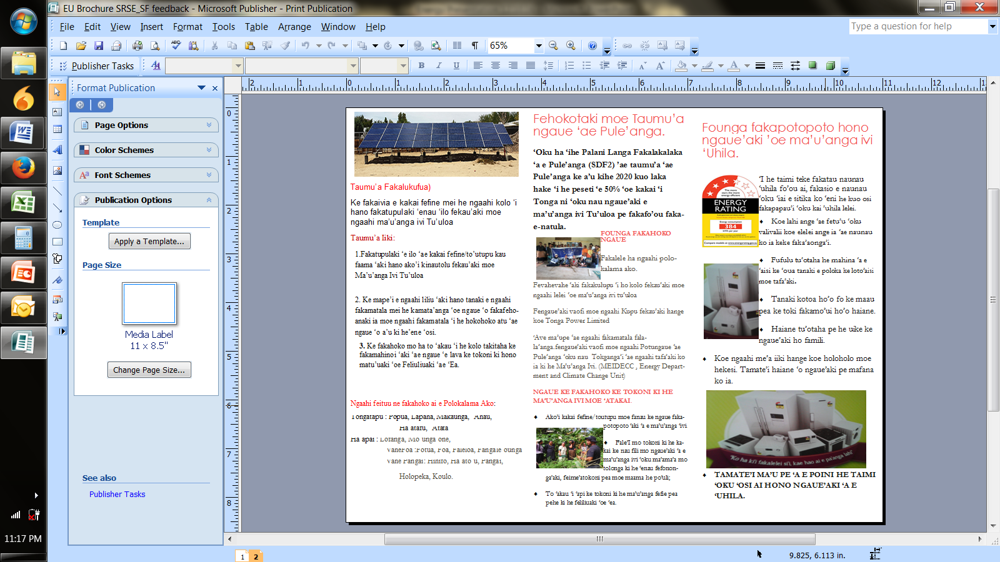 EU Brochure SRSE_SF feedback - Microsoft Publisher - Print Publication
File Edit View Insert Format Tools Table Arrange Window Help
Type a question for help
65%
Publisher Tasks
Format Publication
Page Options
Color Schemes
Font Schemes
Publication Options
Template
Apply a Template...
Page Size
Media Label
11 x 8.5"
Change Page Size...
See also
Publisher Tasks
11:17 PM
Taumu'a Fakalukufua)
Ke fakaivia e kakai fefine mei he ngaahi kolo 'i
hano fakatupulaki 'enau 'ilo fekau'aki moe
ngaahi ma'u'anga ivi Tu'uloa
Taumu'a Iiki:
1.Fakatupulaki 'e ilo 'ae kakai fefine/to'utupu kau
faama 'aki hano ako'i kinautolu fekau'aki moe
Ma'u'anga Ivi Tu'uloa
2. Ke mape'i e ngaahi liliu 'aki hano tanaki e ngaahi
fakamatala mei he kamata'anga 'oe ngaue 'o fakafeho-
anaki ia moe ngaahi fakamatala 'i he hokohoko atu 'ae
ngaue 'o a'u ki he'ene 'osi.
3. Ke fakahoko mo ha to 'akau 'i he kolo takitaha ke
fakamahino i 'aki 'ae ngaue 'e lava ke tokoni ki hono
matu'uaki 'oe Feliuliuaki 'ae 'Ea.
Ngaahi feituu ne fakahoko ai e Polokalama Ako:
Tongatapu : Popua, Lapaha, Makaunga, 'Ahau,
Ha'atafu, 'Atata
Ha'apai : Lofanga, Mo'unga'one,
Holopeka, Koulo.
Fehokotaki moe Taumu'a
ngaue 'ae Pule'anga.
'Oku ha 'ihe Palani Langa Fakalakalaka
'a e Pule'anga (SDF2) 'ae taumu'a 'ae
Pule'anga ke a'u kihe 2020 kuo laka
hake 'i he peseti 'e 50% 'oe kakai 'i
Tonga ni 'oku nau ngaue'aki e
ma'u'anga ivi Tu'uloa pe fakafo'ou faka-
e-natula.
FOUNGA FAKAHOKO
NGAUE
Fakalele ha ngaahi polo-
kalama ako.
Fevahevahe 'aki fakakulupu 'i ho kolo fekau'aki moe
ngaahi lelei 'oe ma'u'anga ivi tu'uloa
Fengaue'aki vaofi moe ngaahi Kupu fekau'aki hange
koe Tonga Power Limited
'Ave ma'upe 'ae ngaahi fakamatala fala-
la'anga.fengaue'aki vaofi moe ngaahi Potungaue 'ae
Pule'anga 'oku nau Tokganga'i 'ae ngaahi tafa'aki ko
ia ki he Ma'u'anga Ivi. (MEIDECC , Energy Depart-
ment and Climate Change Unit)
NGAUE KE FAKAHOKO KE TOKONI KI HE
MA'U'ANGA IVI MOE 'ATAKAI.
♦ Ako'i kakai fefine/toutupu moe fanau ke ngaue faka-
potopoto 'aki 'a e ma'u'anga 'ivi
♦ Pale'I mo tokoni ki he ka-
kai ke nau fili mo ngaue'aki 'a e
ma'u'anga ivi 'oku ma'ama'a mo
tolonga ki he 'enau fefonon-
ga'aki, feime'atokoni pea moe maama he po'uli;
♦ To 'akau 'i 'api ke tokoni ki he ma'u'anga fefie pea
pehe ki he feliliuaki 'oe 'ea.
Founga fakapotopoto hono
ngaue'aki 'oe ma'u'anga ivi
'Uhila.
ENERGY
RATING
384
'I he taimi teke fakatau naunau
'uhila fo'ou ai, fakasio e naunau
'oku 'iai e sitika ko 'eni he kuo osi
fakapapau'i 'oku kai 'uhila lelei.
♦ Koe lahi ange 'ae fetu'u 'oku
valivalii koe elelei ange ia 'ae naunau
ko ia keke faka'aonga'i.
♦ Fufulu tu'otaha he mahina 'a e
'aisi ke 'oua tanaki e poloka ke loto'aisi
moe tafa'aki.
♦ Tanaki kotoa ho'o fo ke maau
pea ke toki fakamo'ui ho'o haiane.
♦ Haiane tu'otaha pe he uike ke
ngaue'aki ho famili.
♦ Koe ngaahi me'a iiki hange koe holoholo moe
hekesi. Tamate'i haiane 'o ngaue'aki pe mafana
ko ia.
"Ko ha ki'i fakalelei si'i, kae hao ai e pa'anga lahi"
♦ TAMATE'I MA'U PE 'A E POINI HE TAIMI
'OKU 'OSI AI HONO NGAUE'AKI 'A E
'UHILA.
1 2
9.825, 6.113 in.